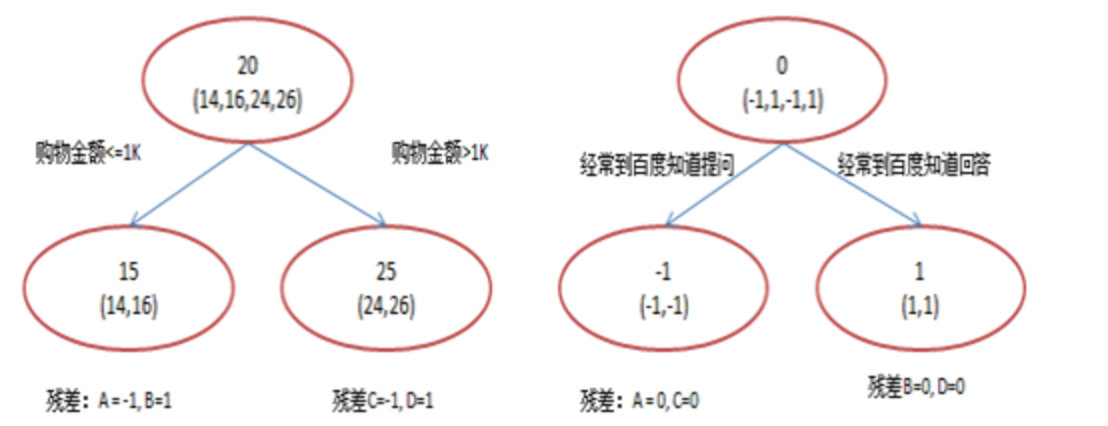 20
(14,16,24,26)
购物金额<=1K
购物金额>1K
15
(14,16)
25
(24,26)
残差：A=-1, B=1
残差C=-1, D=1
0
(-1,1,-1,1)
经常到百度知道提问
经常到百度知道回答
-1
(-1,-1)
1
(1,1)
残差：A=0, C=0
残差B=0, D=0